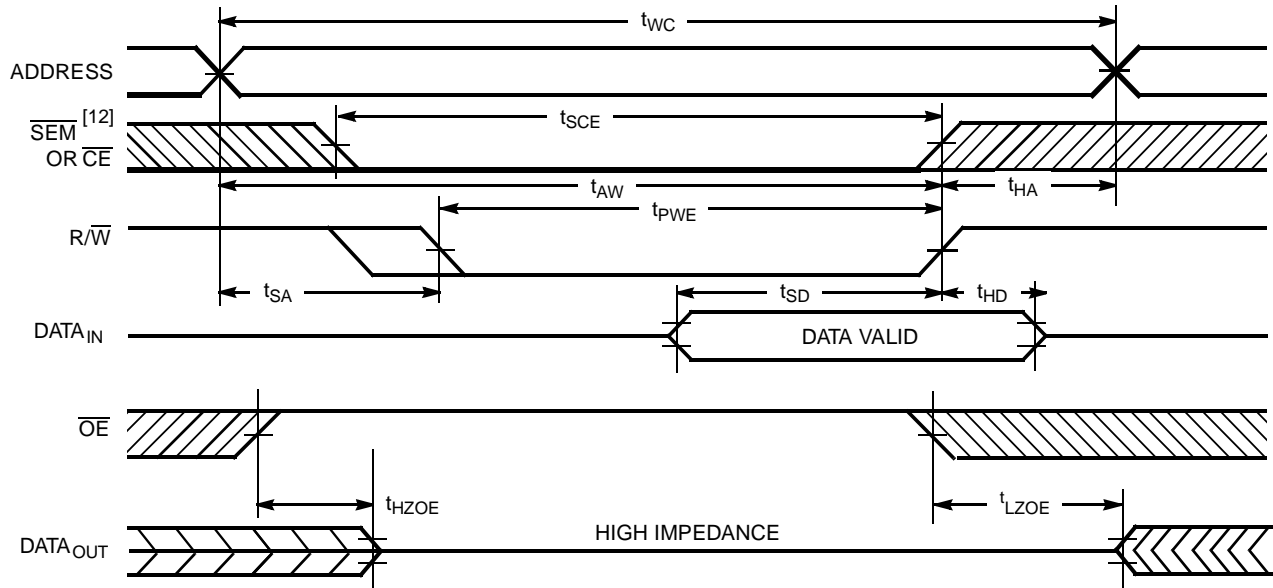 tWC
ADDRESS
SEM [12]
OR CE
tSCE
tAW
tHA
tPWE
R/W
tSA
tSD
tHD
DATAIN
DATA VALID
OE
tHZOE
tLZOE
HIGH IMPEDANCE
DATAOUT